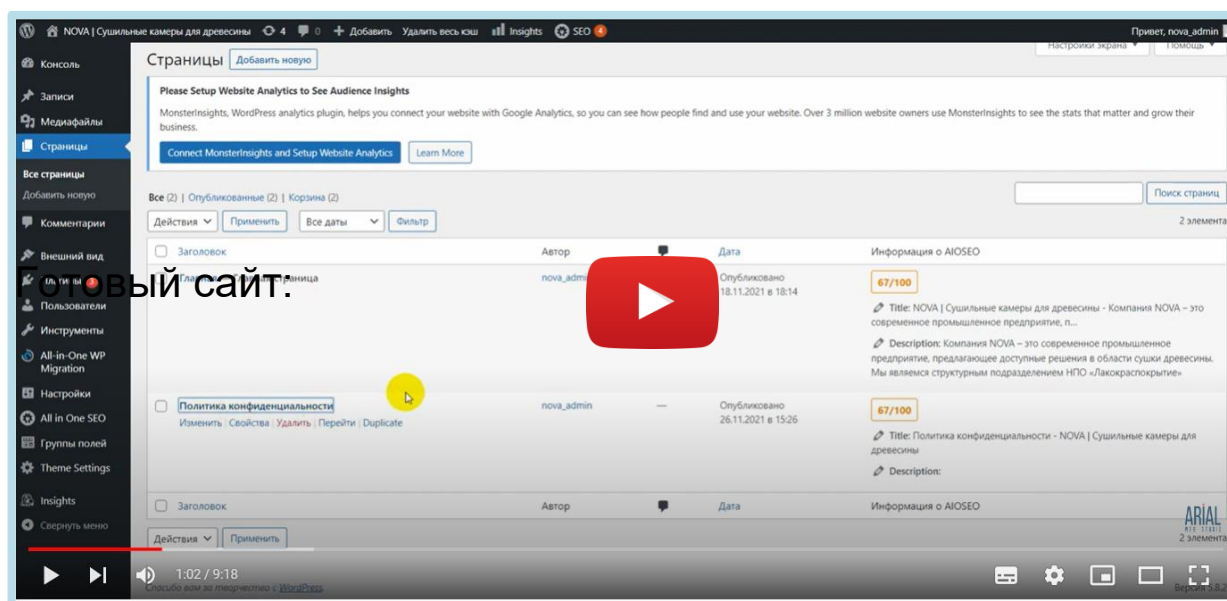 NOVA | Сушильные камеры для древесины 4 0 + Добавить Удалить весь кэш Insights SEO 4
Привет, nova_admin
Консоль
Записи
Медиафайлы
Страницы
Все страницы
Добавить новую
Комментарии
Внешний вид
Пользователи
Инструменты
All-in-One WP
Migration
Настройки
All in One SEO
Группы полей
Theme Settings
Insights
Свернуть меню
Настройки экрана ▼ Помощь ▼
Страницы Добавить новую
Please Setup Website Analytics to See Audience Insights
MonsterInsights, WordPress analytics plugin, helps you connect your website with Google Analytics, so you can see how people find and use your website. Over 3 million website owners use MonsterInsights to see the stats that matter and grow their
business.
Connect MonsterInsights and Setup Website Analytics Learn More
Все (2) | Опубликованные (2) | Корзина (2)
Поиск страниц
Действия Применить Все даты Фильтр
2 элемента
Заголовок Автор Дата Информация о AIOSEO
Готовый сайт:
nova_admin
Опубликовано
18.11.2021 в 18:14
67/100
Title: NOVA | Сушильные камеры для древесины - Компания NOVA – это
современное промышленное предприятие, п...
Description: Компания NOVA – это современное промышленное
предприятие, предлагающее доступные решения в области сушки древесины.
Мы являемся структурным подразделением НПО «Лакокраспокрытие»
Политика конфиденциальности
Изменить | Свойства | Удалить | Перейти | Duplicate
nova_admin
—
Опубликовано
26.11.2021 в 15:26
67/100
Title: Политика конфиденциальности - NOVA | Сушильные камеры для
древесины
Description:
Заголовок Автор Дата Информация о AIOSEO
Действия Применить
2 элемента
ARIAL
WEB STUDIO
1:02 / 9:18
Спасибо вам за творчество с WordPress.
Версия 5.8.2